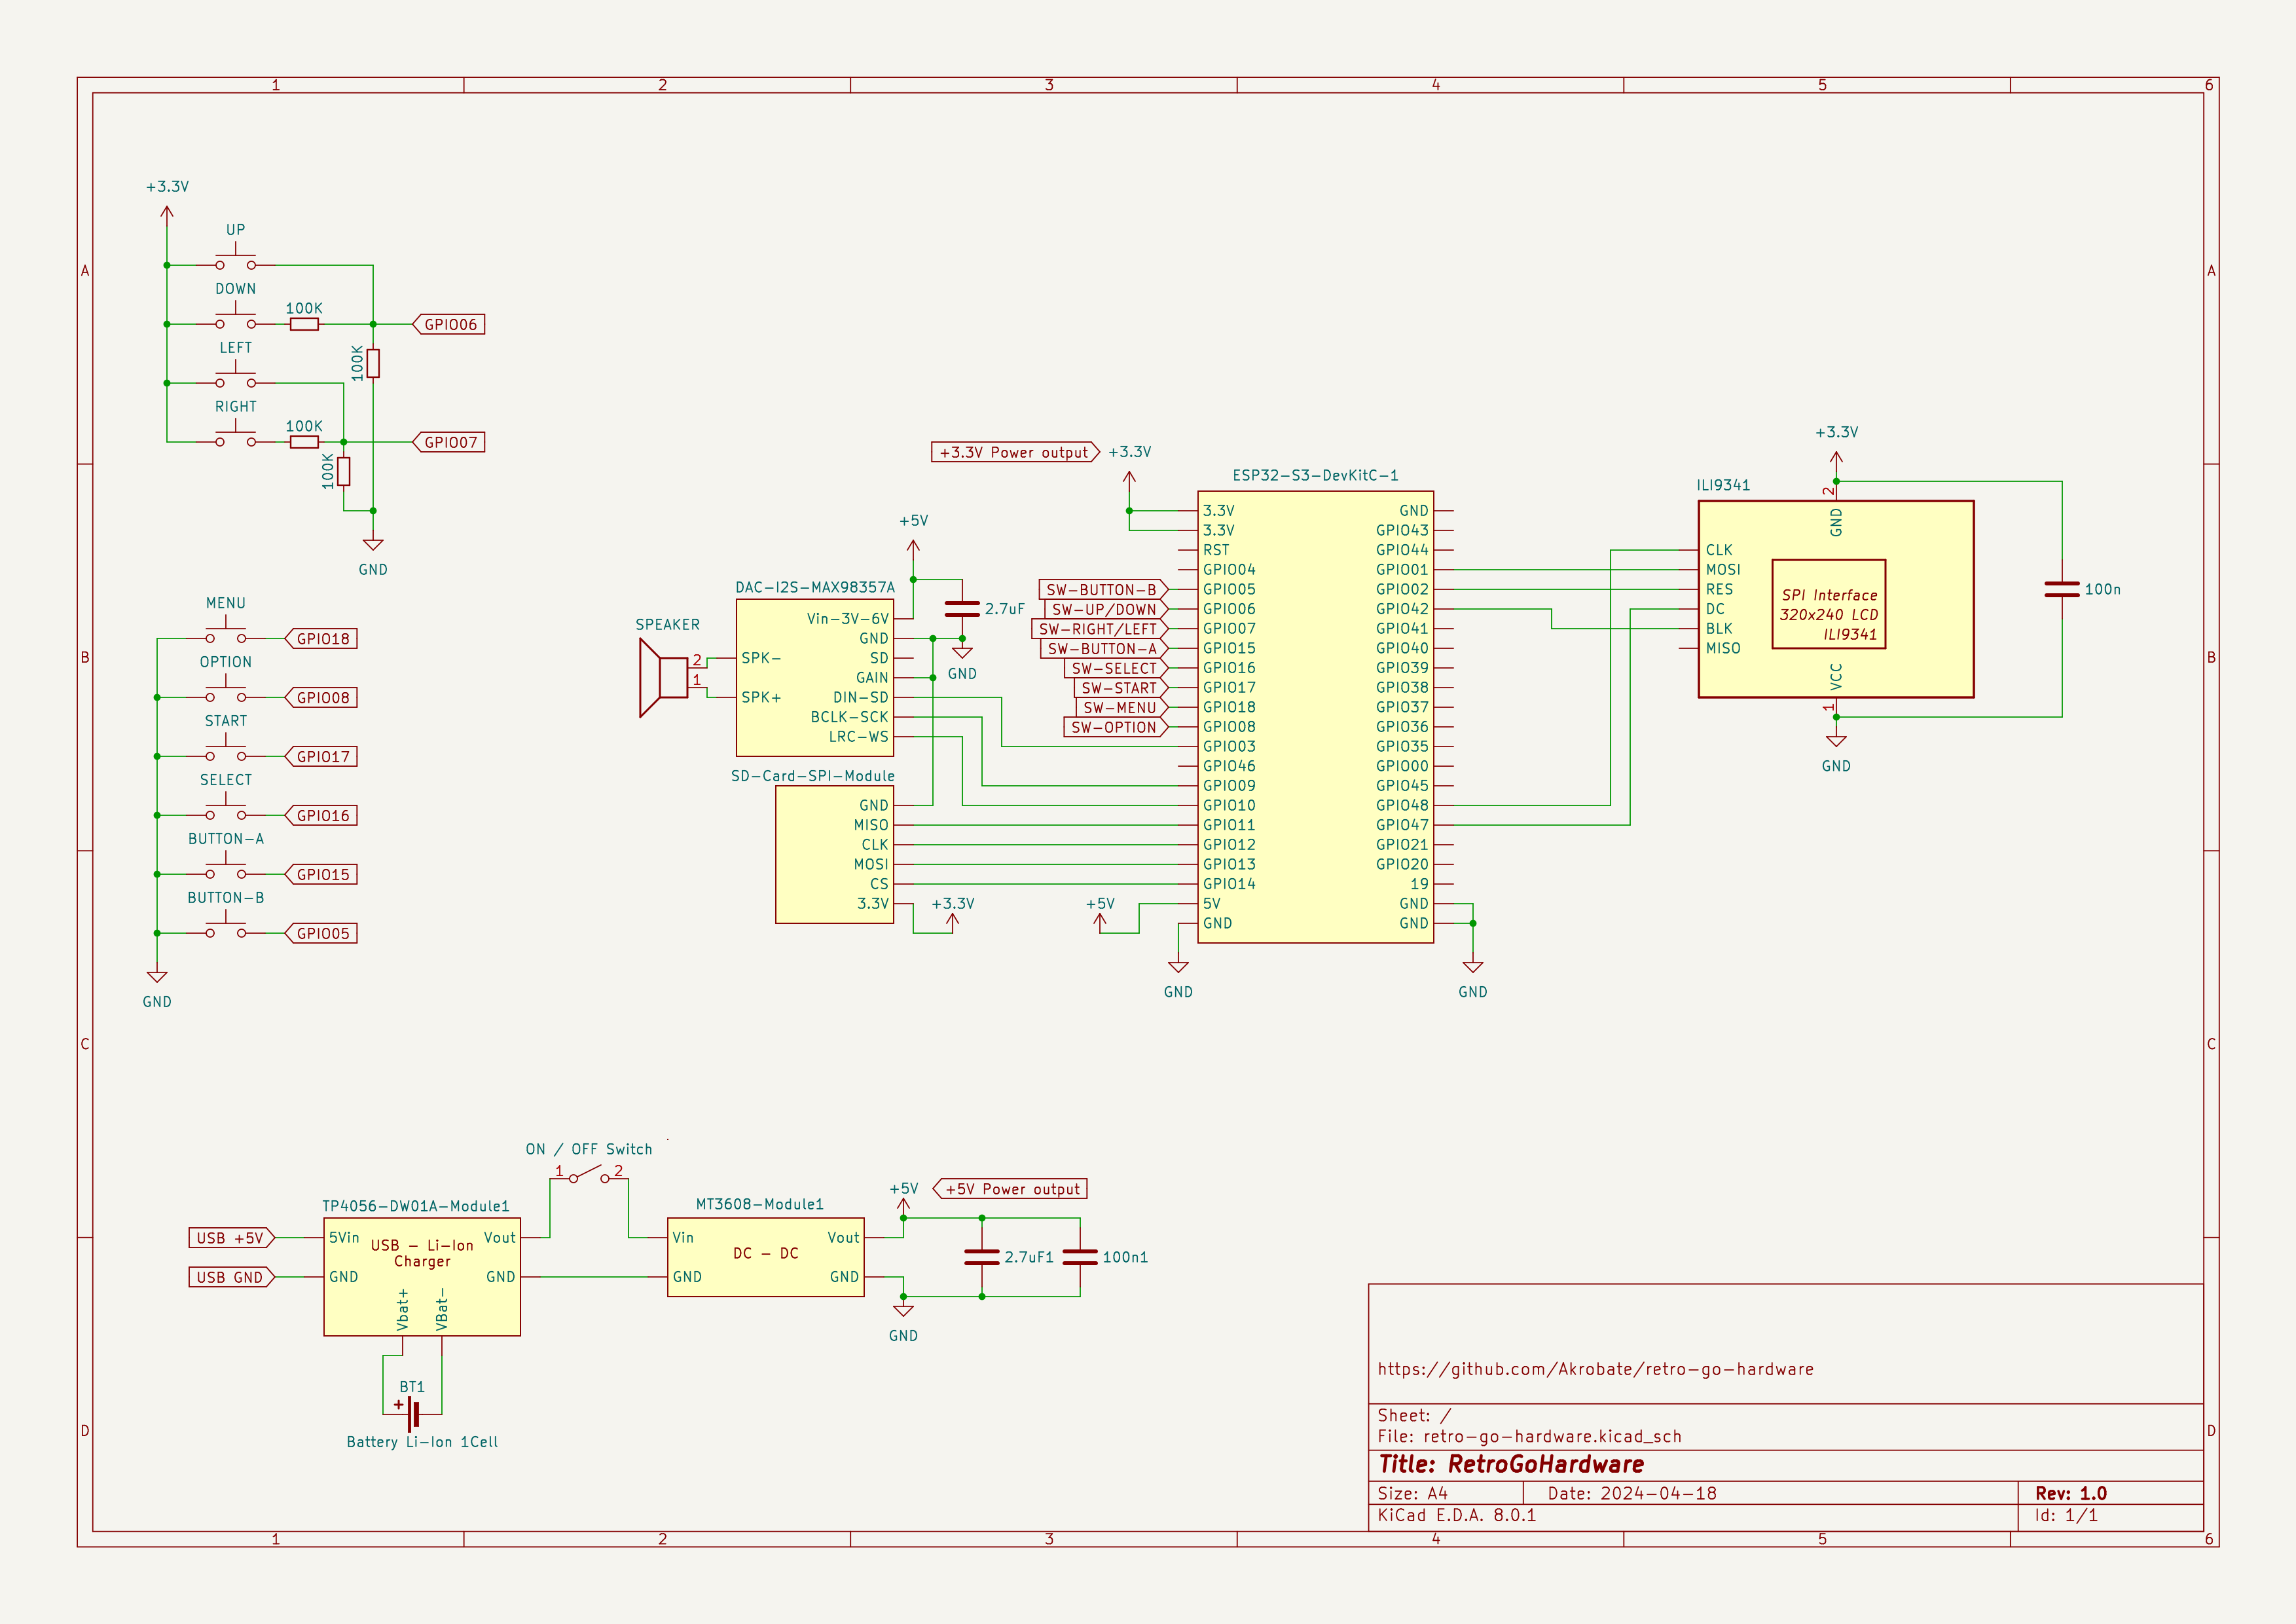 1 2 3 4 5 6
A A
B B
C C
D D
+3.3V
UP
DOWN
100K
GPIO06
LEFT
100K
RIGHT
100K
GPIO07
100K
GND
MENU
GPIO18
OPTION
GPIO08
START
GPIO17
SELECT
GPIO16
BUTTON-A
GPIO15
BUTTON-B
GPIO05
GND
SPEAKER
2
1
DAC-I2S-MAX98357A
SPK-
SPK+
Vin-3V-6V
GND
SD
GAIN
DIN-SD
BCLK-SCK
LRC-WS
+5V
2.7uF
GND
SD-Card-SPI-Module
GND
MISO
CLK
MOSI
CS
3.3V
+3.3V
+3.3V Power output
+3.3V
SW-BUTTON-B
SW-UP/DOWN
SW-RIGHT/LEFT
SW-BUTTON-A
SW-SELECT
SW-START
SW-MENU
SW-OPTION
+5V
GND
ESP32-S3-DevKitC-1
3.3V GND
3.3V GPIO43
RST GPIO44
GPIO04 GPIO01
GPIO05 GPIO02
GPIO06 GPIO42
GPIO07 GPIO41
GPIO15 GPIO40
GPIO16 GPIO39
GPIO17 GPIO38
GPIO18 GPIO37
GPIO08 GPIO36
GPIO03 GPIO35
GPIO46 GPIO00
GPIO09 GPIO45
GPIO10 GPIO48
GPIO11 GPIO47
GPIO12 GPIO21
GPIO13 GPIO20
GPIO14 19
5V GND
GND GND
GND
+3.3V
ILI9341
2
GND
CLK
MOSI
RES
DC
BLK
MISO
SPI Interface
320x240 LCD
ILI9341
VCC
1
GND
100n
ON / OFF Switch
1 2
TP4056-DW01A-Module1
USB +5V
USB GND
5Vin
GND
USB - Li-Ion
Charger
Vout
GND
Vbat+
VBat-
BT1
+
Battery Li-Ion 1Cell
MT3608-Module1
Vin
GND
DC - DC
Vout
GND
+5V
+5V Power output
2.7uF1
100n1
GND
https://github.com/Akrobate/retro-go-hardware
Sheet: /
File: retro-go-hardware.kicad_sch
Title: RetroGoHardware
Size: A4 Date: 2024-04-18 Rev: 1.0
KiCad E.D.A. 8.0.1 Id: 1/1
1 2 3 4 5 6